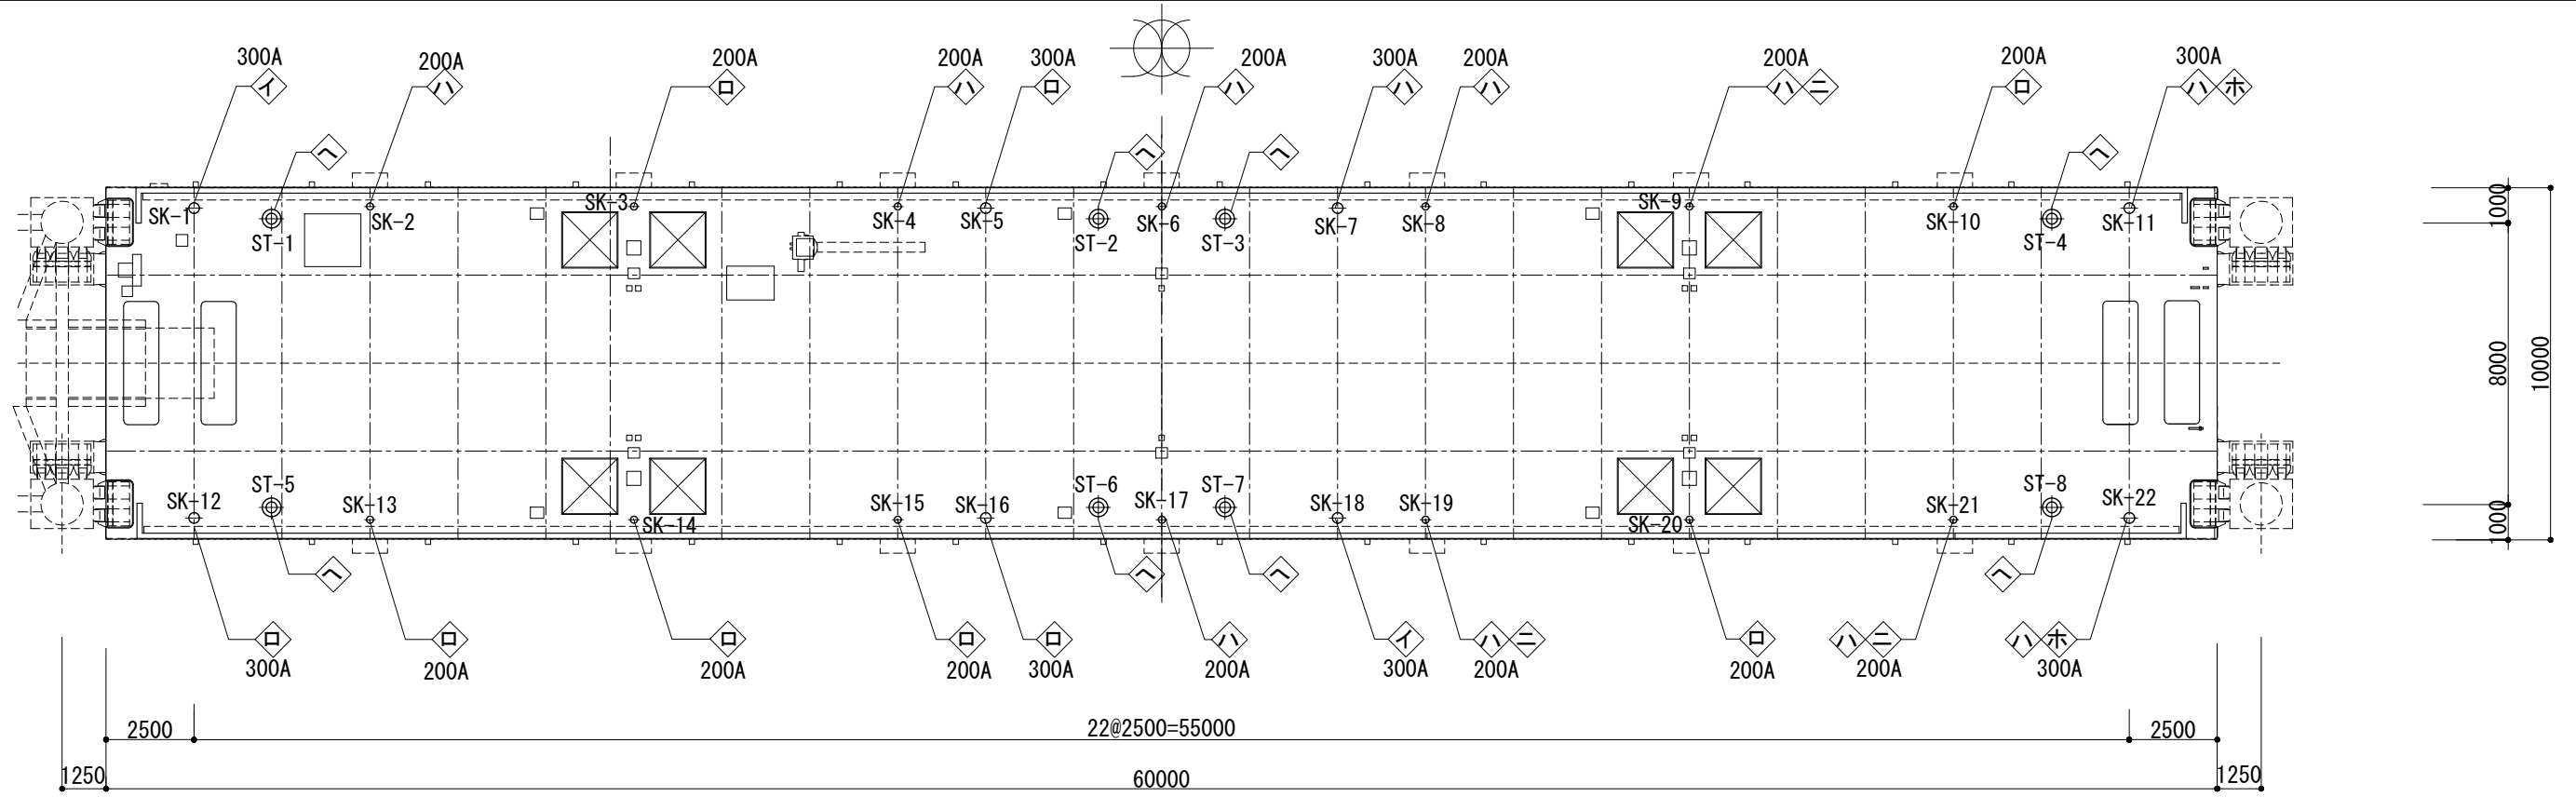 300A 200A 200A 200A 300A 200A 300A 200A 200A 200A 300A
イ ハ ロ ハ ロ ハ ハ ハ ハ ニ ロ ハ ホ
ヘ ヘ ヘ ヘ
SK-1 SK-2 SK-3 SK-4 SK-5 SK-6 SK-7 SK-8 SK-9 SK-10 SK-11
ST-1 ST-2 ST-3 ST-4
1000
8000
10000
1000
ST-5 ST-6 ST-7 ST-8
SK-12 SK-13 SK-14 SK-15 SK-16 SK-17 SK-18 SK-19 SK-20 SK-21 SK-22
ヘ ヘ ヘ ヘ
ロ ロ ロ ロ ロ ハ イ ハ ニ ロ ハ ニ ハ ホ
300A 200A 200A 200A 300A 200A 300A 200A 200A 200A 300A
2500 22@2500=55000 2500
1250 60000 1250